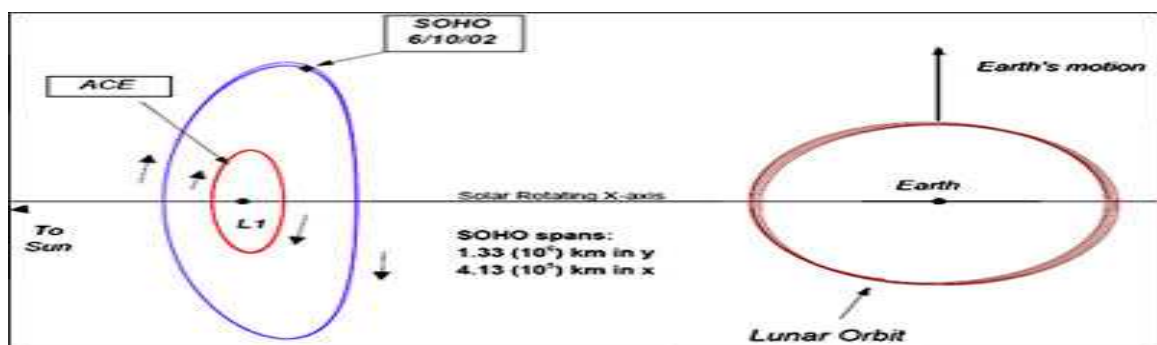 SOHO
6/10/02
ACE
Earth's motion
Solar Rotating X-axis
Earth
L1
To
Sun
SOHO spans:
1.33 (10⁶) km in y
4.13 (10⁵) km in x
Lunar Orbit